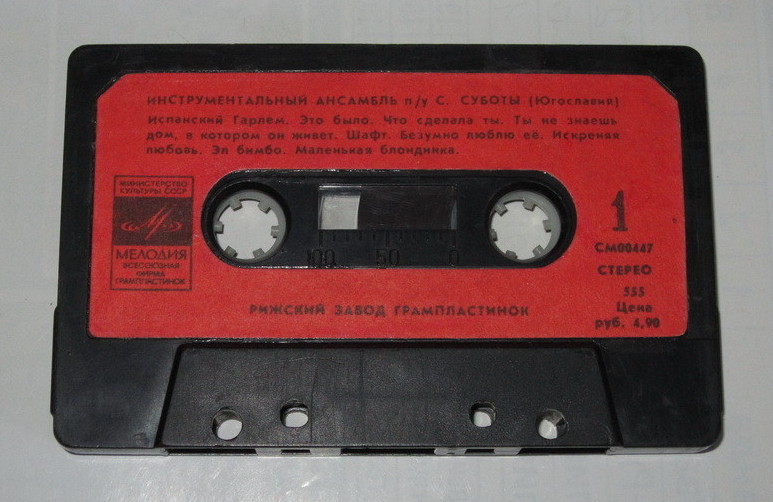 ИНСТРУМЕНТАЛЬНЫЙ АНСАМБЛЬ п/у С. СУБОТЫ (Югославия)
Испанский Гарлем. Это было. Что сделала ты. Ты не знаешь
дом, в котором он живет. Шафт. Безумно люблю её. Искреняя
любовь. Эл бимбо. Маленькая блондинка.
МИНИСТЕРСТВО
КУЛЬТУРЫ СССР
МЕЛОДИЯ
ВСЕСОЮЗНАЯ
ФИРМА
ГРАМПЛАСТИНОК
100 50 0
1
СМ00447
СТЕРЕО
555
Цена
руб. 4,90
РИЖСКИЙ ЗАВОД ГРАМПЛАСТИНОК